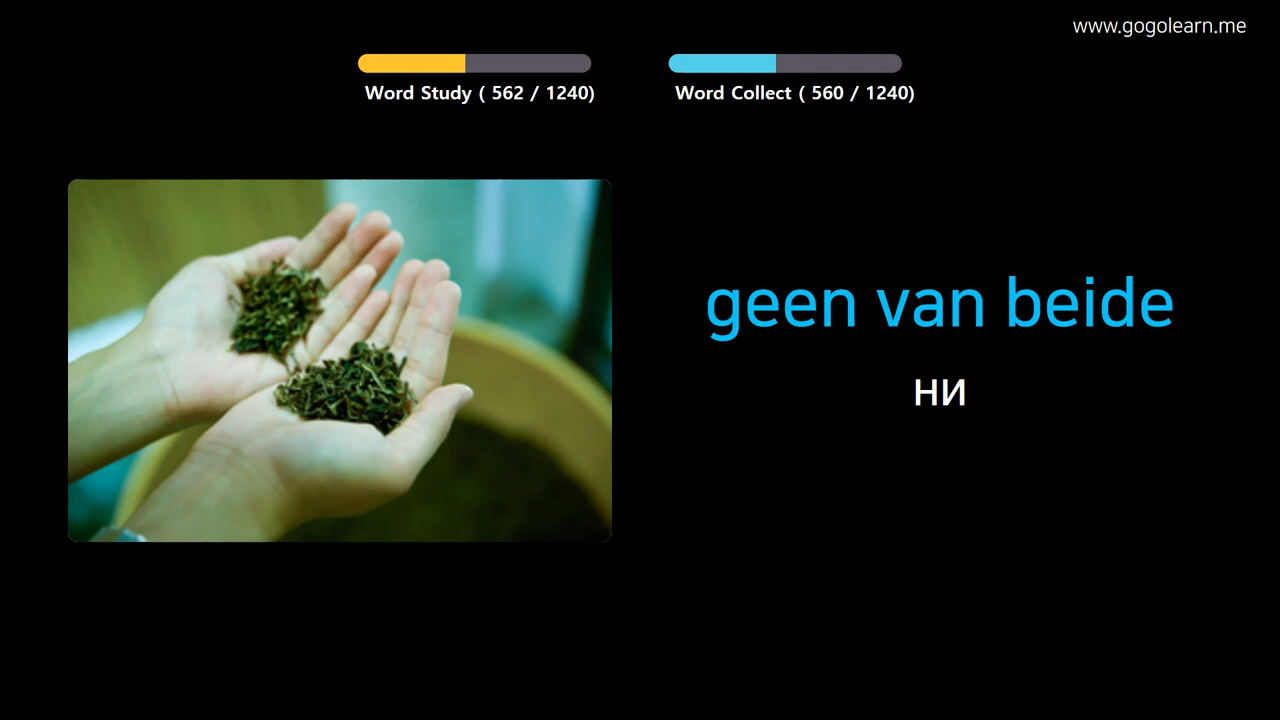 www.gogolearn.me
Word Study ( 562 / 1240)
Word Collect ( 560 / 1240)
geen van beide
ни